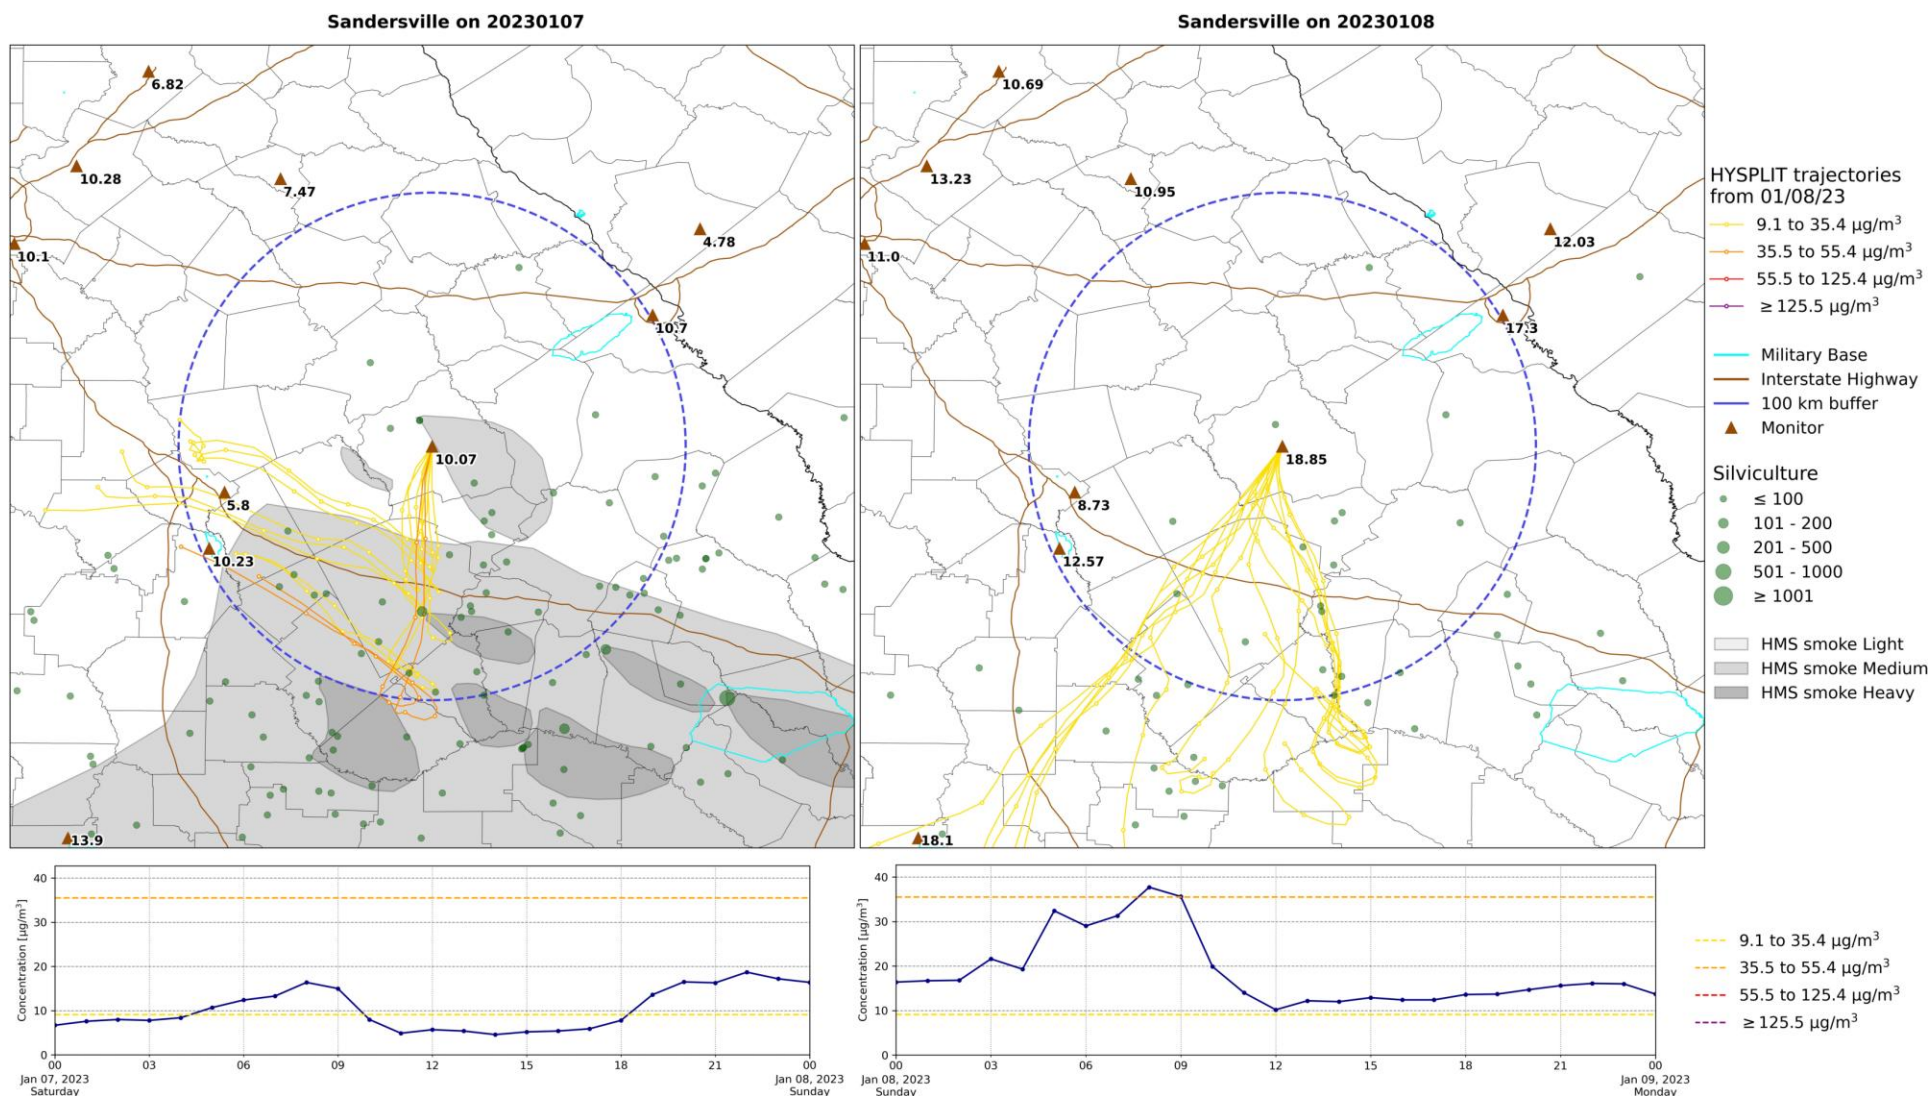 Sandersville on 20230107
6.82
10.28
7.47
10.1
4.78
10.7
10.07
5.8
10.23
13.9
Sandersville on 20230108
10.69
13.23
10.95
11.0
12.03
17.3
18.85
8.73
12.57
18.1
HYSPLIT trajectories
from 01/08/23
9.1 to 35.4 µg/m³
35.5 to 55.4 µg/m³
55.5 to 125.4 µg/m³
≥ 125.5 µg/m³
Military Base
Interstate Highway
100 km buffer
Monitor
Silviculture
≤ 100
101 - 200
201 - 500
501 - 1000
≥ 1001
HMS smoke Light
HMS smoke Medium
HMS smoke Heavy
Concentration [µg/m³]
40
30
20
10
0
00 03 06 09 12 15 18 21 00
Jan 07, 2023 Jan 08, 2023
Saturday Sunday
Concentration [µg/m³]
40
30
20
10
0
00 03 06 09 12 15 18 21 00
Jan 08, 2023 Jan 09, 2023
Sunday Monday
9.1 to 35.4 µg/m³
35.5 to 55.4 µg/m³
55.5 to 125.4 µg/m³
≥ 125.5 µg/m³